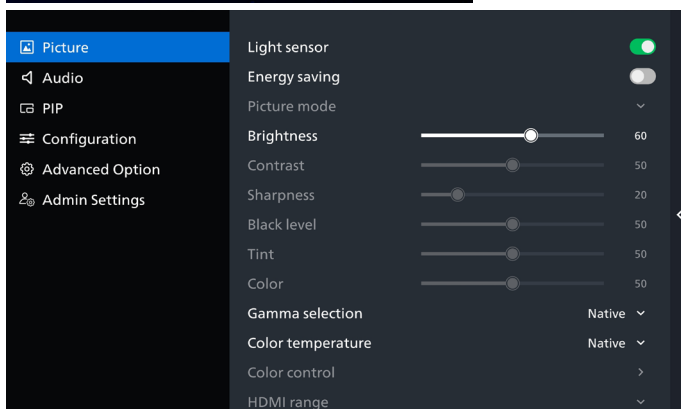 Picture
Audio
PIP
Configuration
Advanced Option
Admin Settings
Light sensor
Energy saving
Picture mode
Brightness 60
Contrast 50
Sharpness 20
Black level 50
Tint 50
Color 50
Gamma selection Native
Color temperature Native
Color control
HDMI range